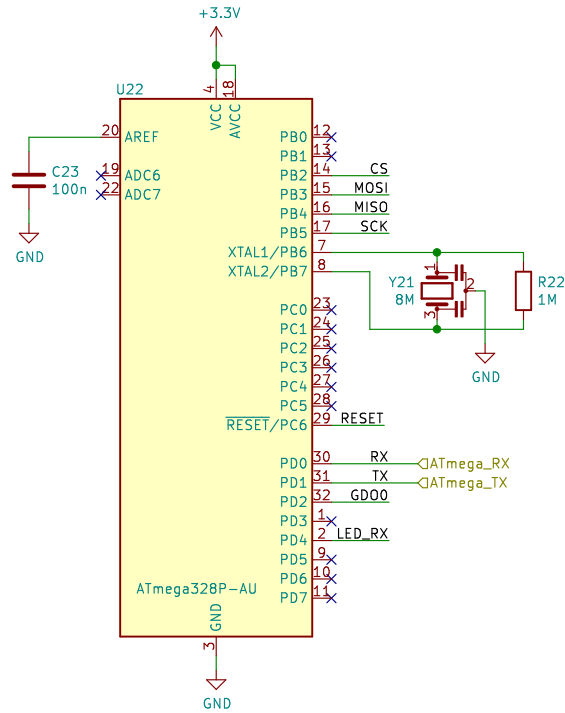 +3.3V
U22
4
18
VCC
AVCC
20 AREF
C23
100n
19 ADC6
22 ADC7
GND
PB0 12
PB1 13
PB2 14 CS
PB3 15 MOSI
PB4 16 MISO
PB5 17 SCK
XTAL1/PB6 7
XTAL2/PB7 8
Y21
8M
1
2
3
R22
1M
GND
PC0 23
PC1 24
PC2 25
PC3 26
PC4 27
PC5 28
RESET/PC6 29 RESET
PD0 30 RX ATmega_RX
PD1 31 TX ATmega_TX
PD2 32 GDO0
PD3 1
PD4 2 LED_RX
PD5 9
PD6 10
PD7 11
ATmega328P-AU
GND
3
GND